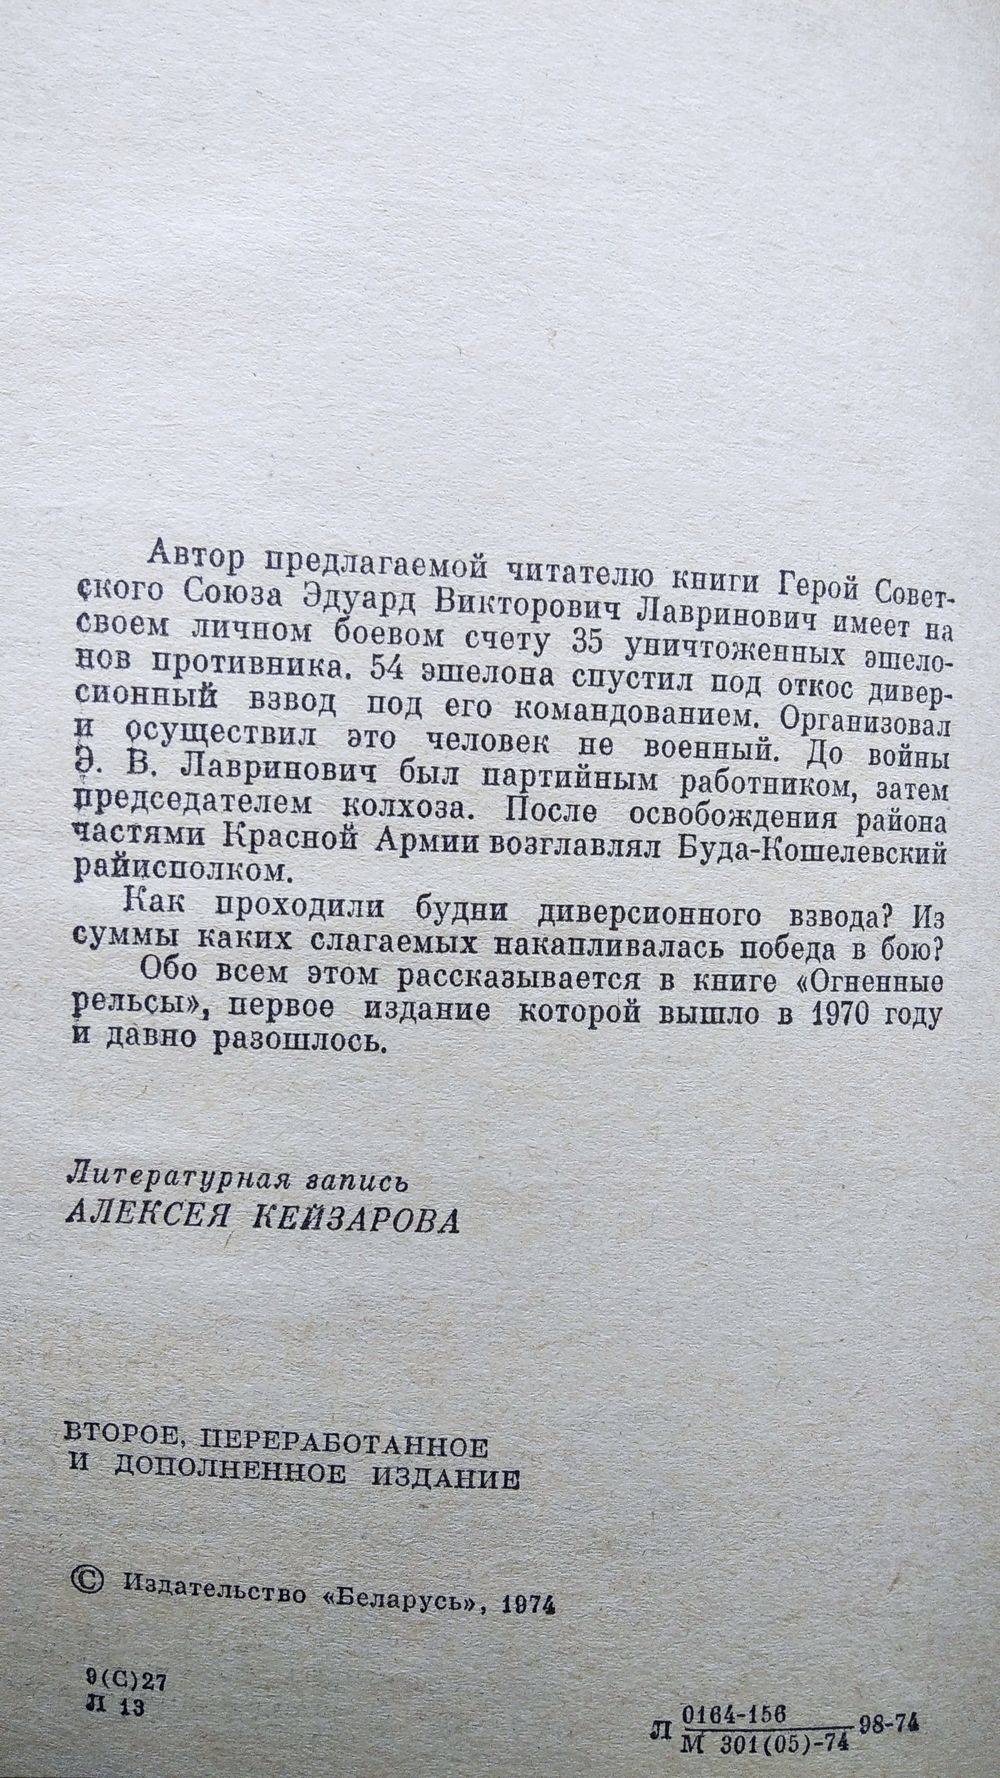 Автор предлагаемой читателю книги Герой Совет-
ского Союза Эдуард Викторович Лавринович имеет на
своем личном боевом счету 35 уничтоженных эшело-
нов противника. 54 эшелона спустил под откос дивер-
сионный взвод под его командованием. Организовал
и осуществил это человек не военный. До войны
Э. В. Лавринович был партийным работником, затем
председателем колхоза. После освобождения района
частями Красной Армии возглавлял Буда-Кошелевский
райисполком.
Как проходили будни диверсионного взвода? Из
суммы каких слагаемых накапливалась победа в бою?
Обо всем этом рассказывается в книге «Огненные
рельсы», первое издание которой вышло в 1970 году
и давно разошлось.
Литературная запись
АЛЕКСЕЯ КЕЙЗАРОВА
ВТОРОЕ, ПЕРЕРАБОТАННОЕ
И ДОПОЛНЕННОЕ ИЗДАНИЕ
© Издательство «Беларусь», 1974
9(С)27
Л 13
Л 0164-156
М 301(05)-74 98-74